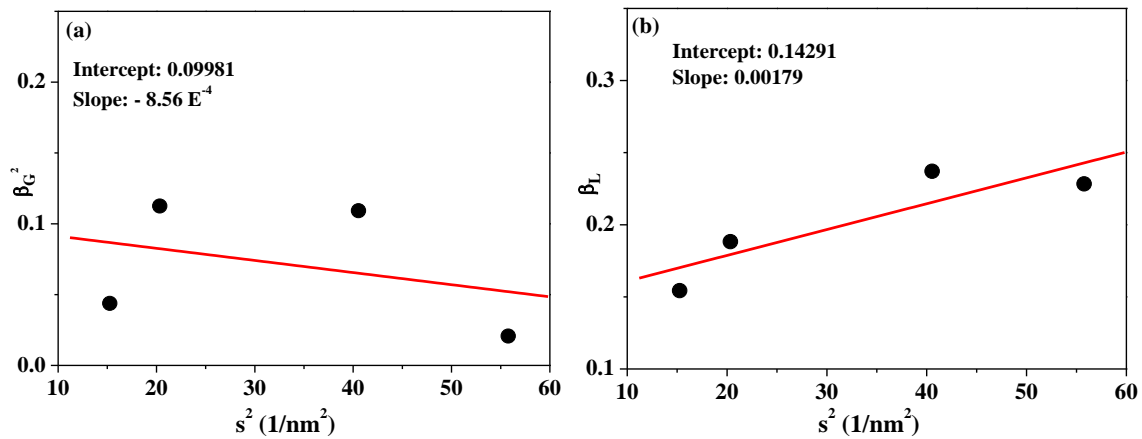 (a)
Intercept: 0.09981
Slope: - 8.56 E⁻⁴
0.2
0.1
0.0
β_G²
10 20 30 40 50 60
s² (1/nm²)
(b)
Intercept: 0.14291
Slope: 0.00179
0.3
0.2
0.1
β_L
10 20 30 40 50 60
s² (1/nm²)